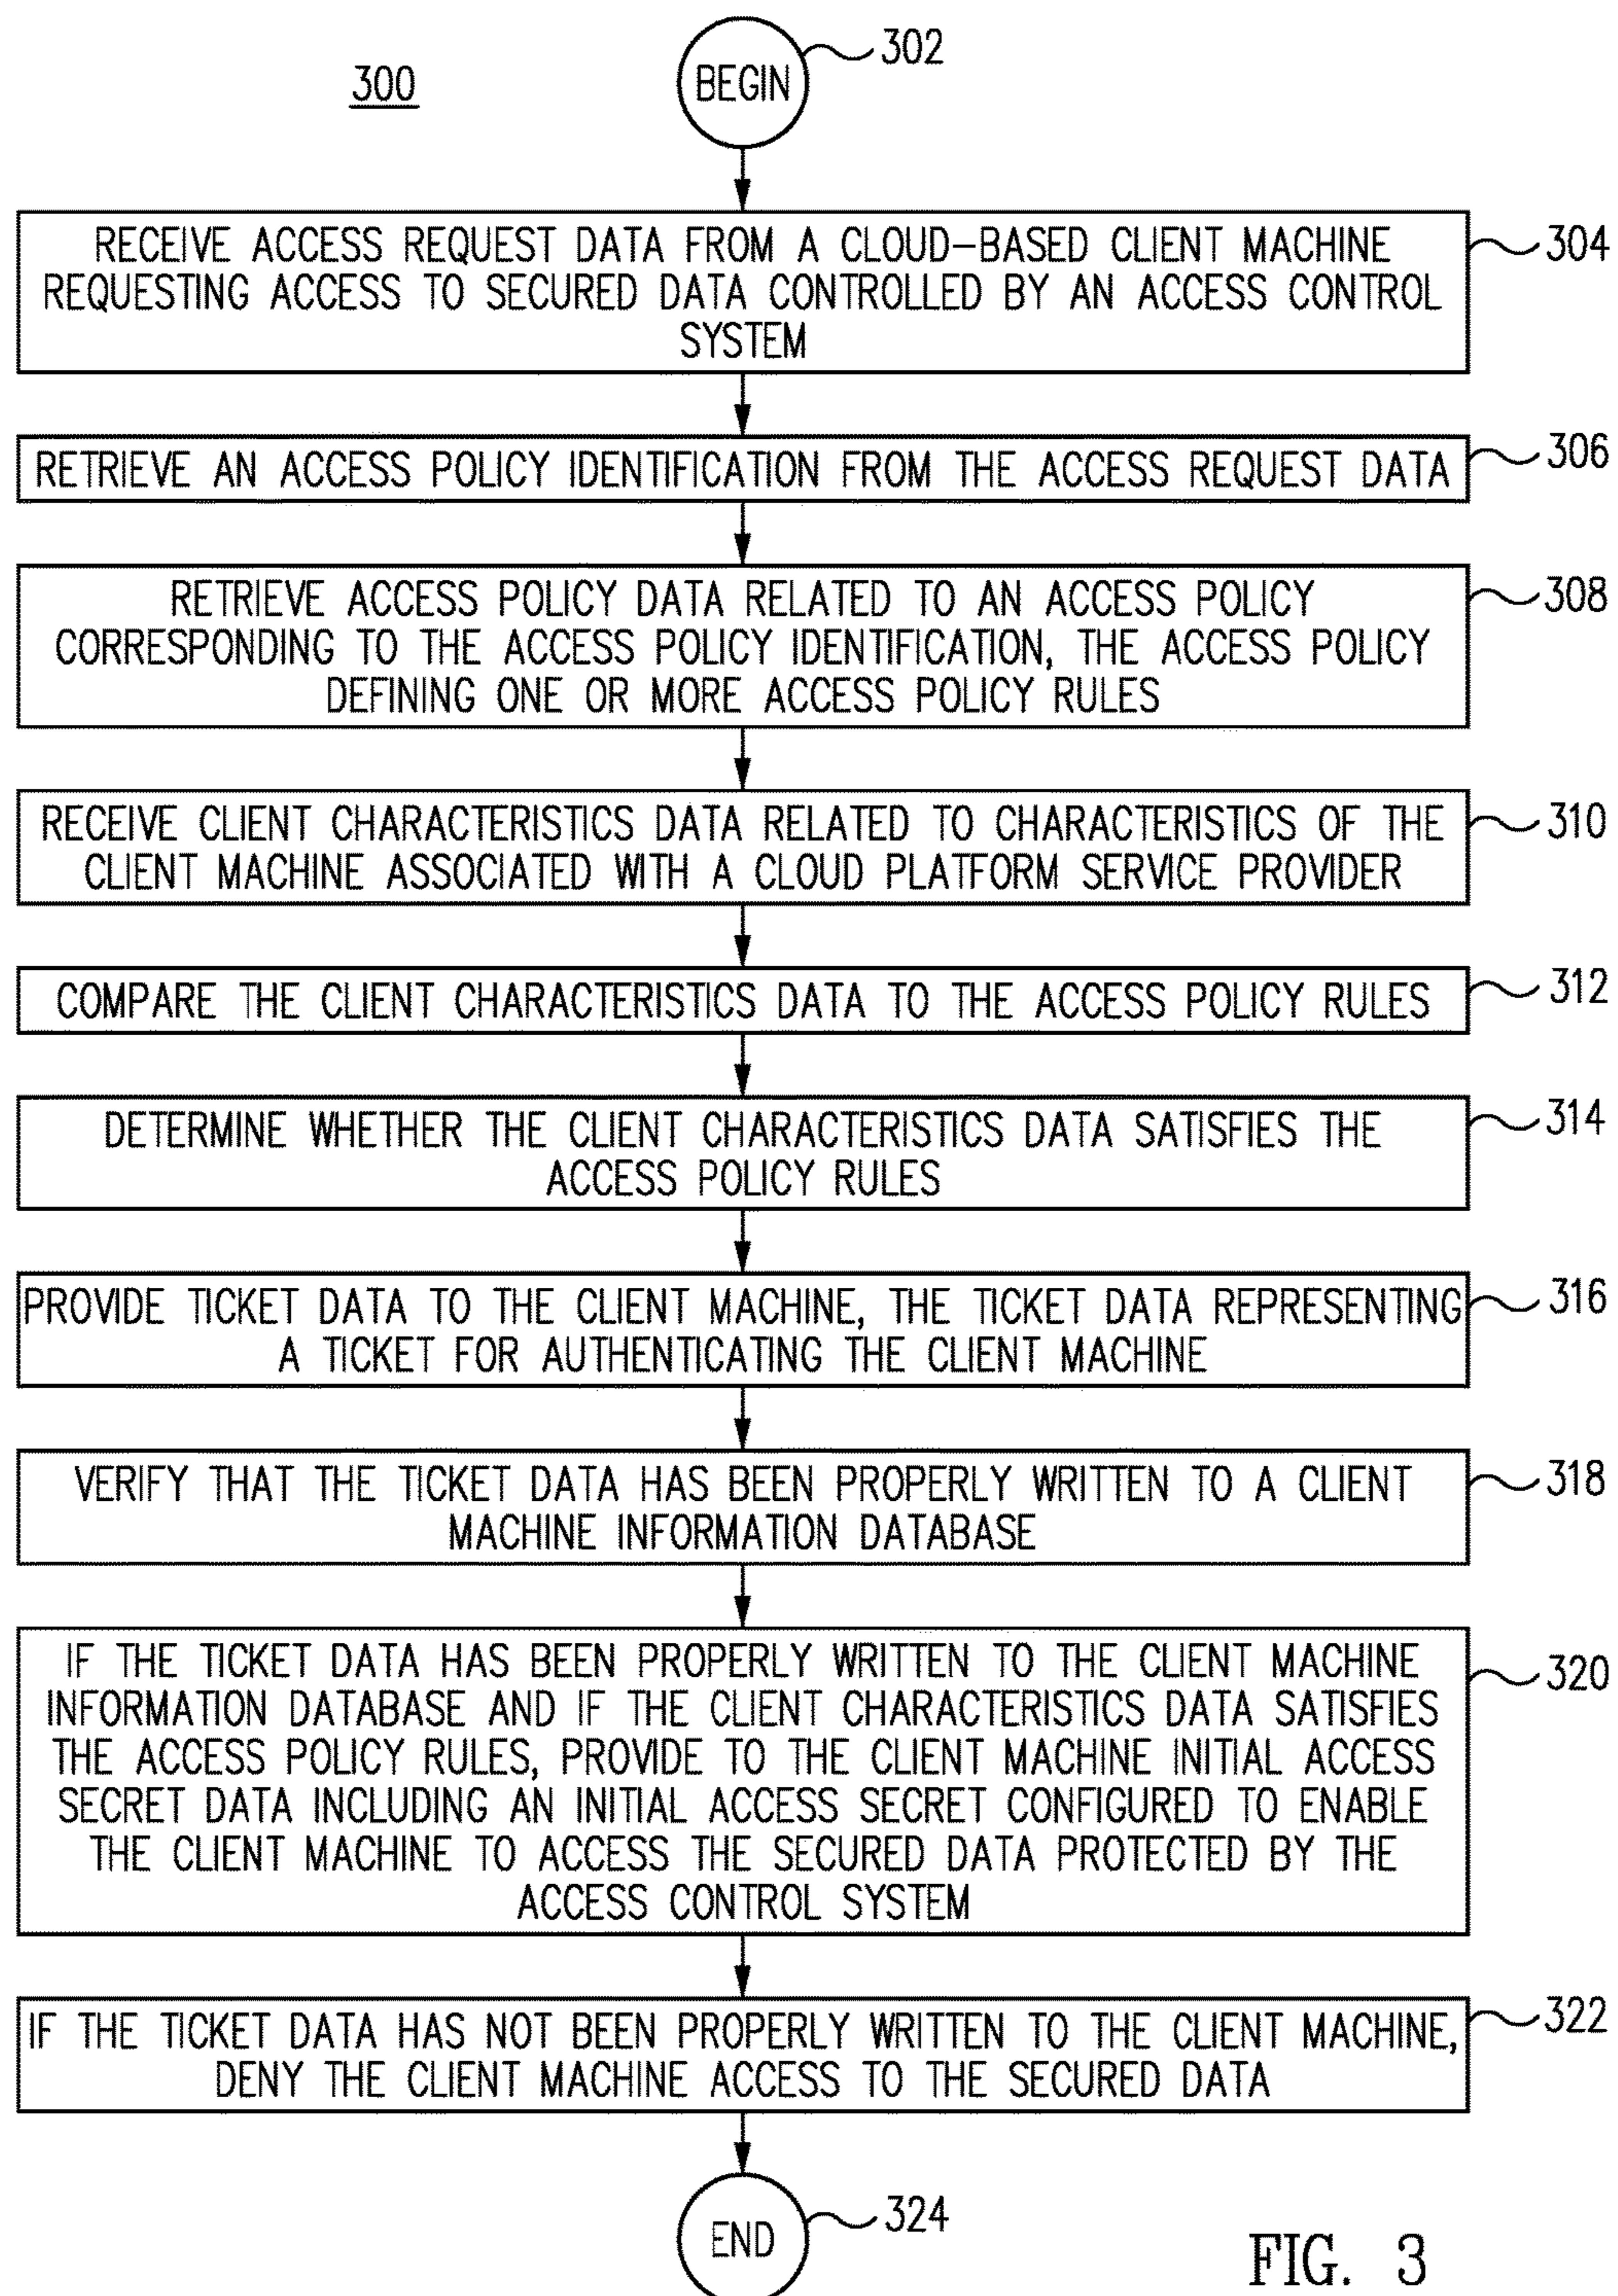 300
BEGIN
302
RECEIVE ACCESS REQUEST DATA FROM A CLOUD-BASED CLIENT MACHINE
REQUESTING ACCESS TO SECURED DATA CONTROLLED BY AN ACCESS CONTROL
SYSTEM
304
RETRIEVE AN ACCESS POLICY IDENTIFICATION FROM THE ACCESS REQUEST DATA
306
RETRIEVE ACCESS POLICY DATA RELATED TO AN ACCESS POLICY
CORRESPONDING TO THE ACCESS POLICY IDENTIFICATION, THE ACCESS POLICY
DEFINING ONE OR MORE ACCESS POLICY RULES
308
RECEIVE CLIENT CHARACTERISTICS DATA RELATED TO CHARACTERISTICS OF THE
CLIENT MACHINE ASSOCIATED WITH A CLOUD PLATFORM SERVICE PROVIDER
310
COMPARE THE CLIENT CHARACTERISTICS DATA TO THE ACCESS POLICY RULES
312
DETERMINE WHETHER THE CLIENT CHARACTERISTICS DATA SATISFIES THE
ACCESS POLICY RULES
314
PROVIDE TICKET DATA TO THE CLIENT MACHINE, THE TICKET DATA REPRESENTING
A TICKET FOR AUTHENTICATING THE CLIENT MACHINE
316
VERIFY THAT THE TICKET DATA HAS BEEN PROPERLY WRITTEN TO A CLIENT
MACHINE INFORMATION DATABASE
318
IF THE TICKET DATA HAS BEEN PROPERLY WRITTEN TO THE CLIENT MACHINE
INFORMATION DATABASE AND IF THE CLIENT CHARACTERISTICS DATA SATISFIES
THE ACCESS POLICY RULES, PROVIDE TO THE CLIENT MACHINE INITIAL ACCESS
SECRET DATA INCLUDING AN INITIAL ACCESS SECRET CONFIGURED TO ENABLE
THE CLIENT MACHINE TO ACCESS THE SECURED DATA PROTECTED BY THE
ACCESS CONTROL SYSTEM
320
IF THE TICKET DATA HAS NOT BEEN PROPERLY WRITTEN TO THE CLIENT MACHINE,
DENY THE CLIENT MACHINE ACCESS TO THE SECURED DATA
322
END
324
FIG. 3